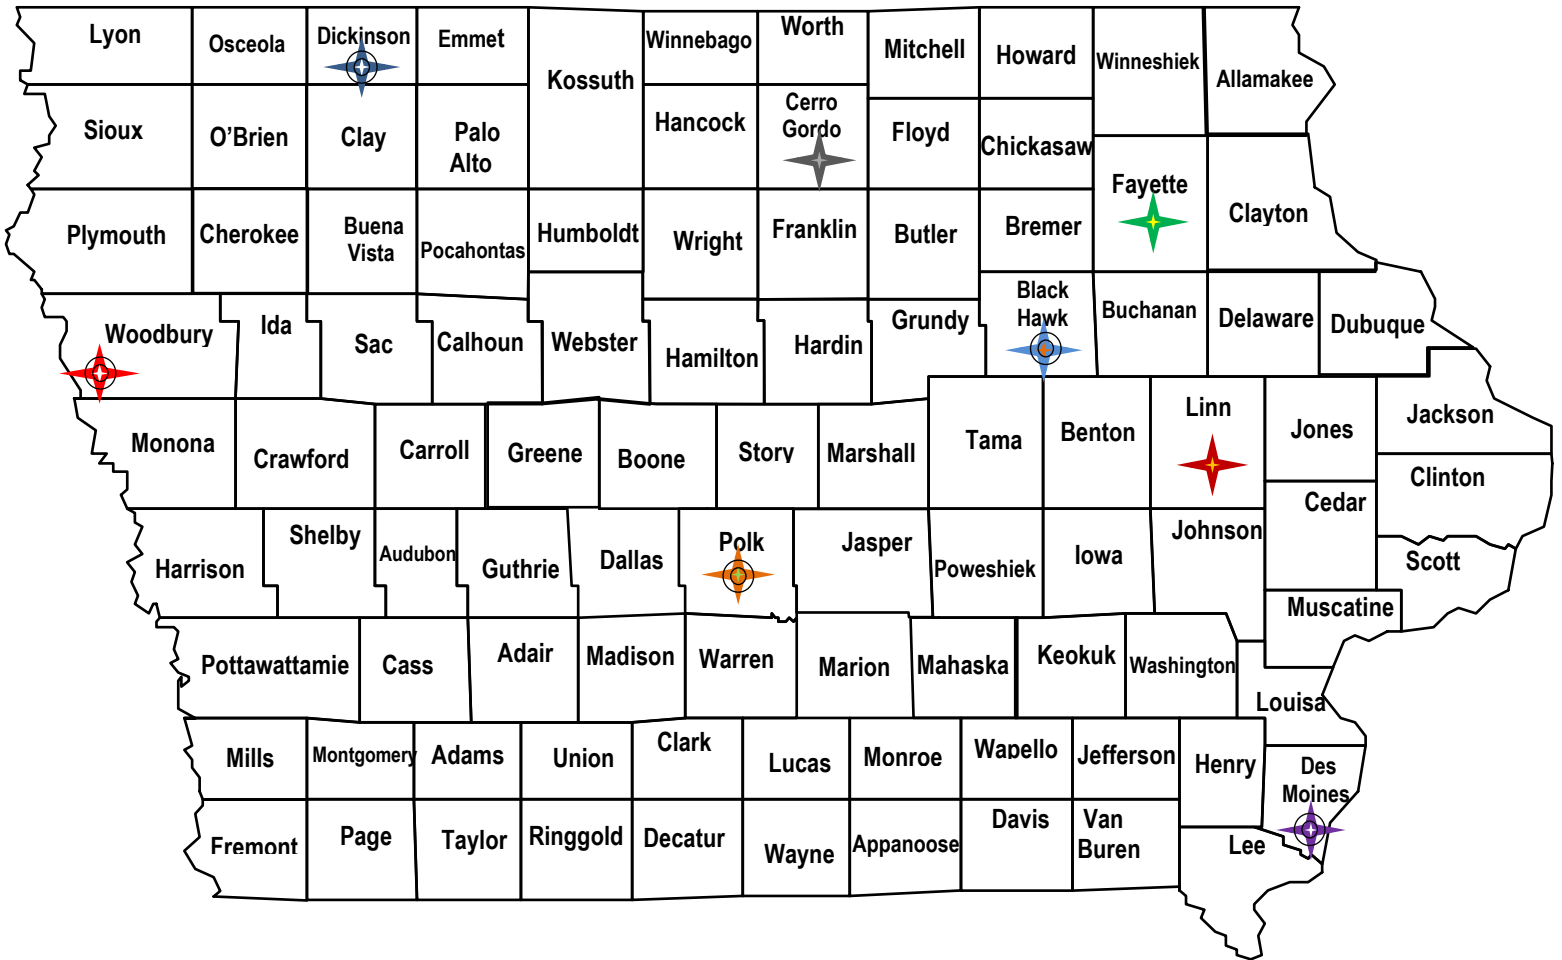 Lyon
Osceola
Dickinson
Emmet
Kossuth
Winnebago
Worth
Mitchell
Howard
Winneshiek
Allamakee
Sioux
O'Brien
Clay
Palo
Alto
Hancock
Cerro
Gordo
Floyd
Chickasaw
Fayette
Clayton
Plymouth
Cherokee
Buena
Vista
Pocahontas
Humboldt
Wright
Franklin
Butler
Bremer
Woodbury
Ida
Sac
Calhoun
Webster
Hamilton
Hardin
Grundy
Black
Hawk
Buchanan
Delaware
Dubuque
Monona
Crawford
Carroll
Greene
Boone
Story
Marshall
Tama
Benton
Linn
Jones
Jackson
Clinton
Cedar
Harrison
Shelby
Audubon
Guthrie
Dallas
Polk
Jasper
Poweshiek
Iowa
Johnson
Scott
Muscatine
Pottawattamie
Cass
Adair
Madison
Warren
Marion
Mahaska
Keokuk
Washington
Louisa
Mills
Montgomery
Adams
Union
Clark
Lucas
Monroe
Wapello
Jefferson
Henry
Des
Moines
Fremont
Page
Taylor
Ringgold
Decatur
Wayne
Appanoose
Davis
Van
Buren
Lee